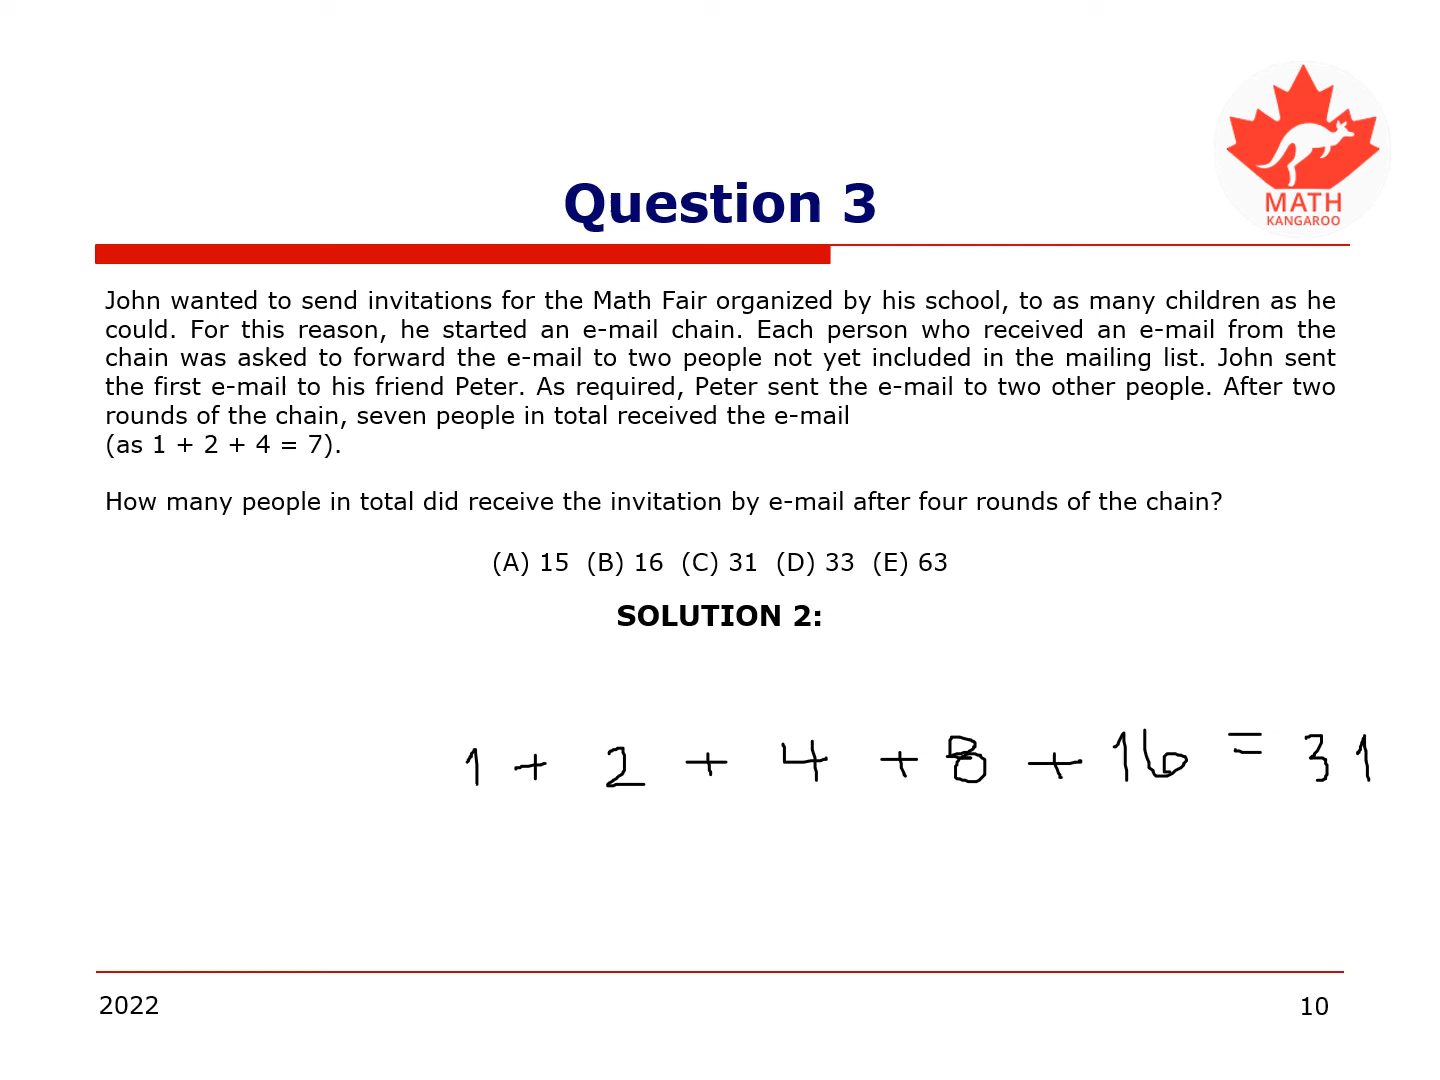 MATH
KANGAROO
Question 3
John wanted to send invitations for the Math Fair organized by his school, to as many children as he
could. For this reason, he started an e-mail chain. Each person who received an e-mail from the
chain was asked to forward the e-mail to two people not yet included in the mailing list. John sent
the first e-mail to his friend Peter. As required, Peter sent the e-mail to two other people. After two
rounds of the chain, seven people in total received the e-mail
(as 1 + 2 + 4 = 7).
How many people in total did receive the invitation by e-mail after four rounds of the chain?
(A) 15 (B) 16 (C) 31 (D) 33 (E) 63
SOLUTION 2:
1 + 2 + 4 + 8 + 16 = 31
2022
10